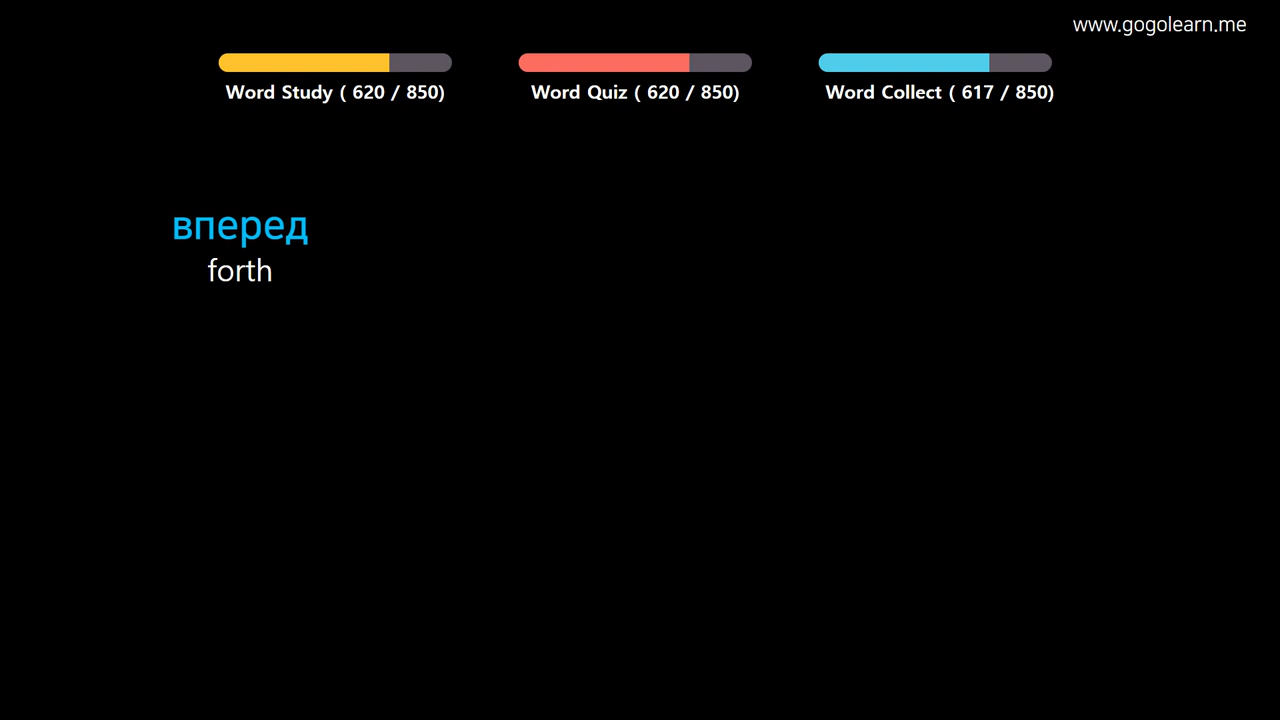 www.gogolearn.me
Word Study ( 620 / 850)
Word Quiz ( 620 / 850)
Word Collect ( 617 / 850)
вперед
forth